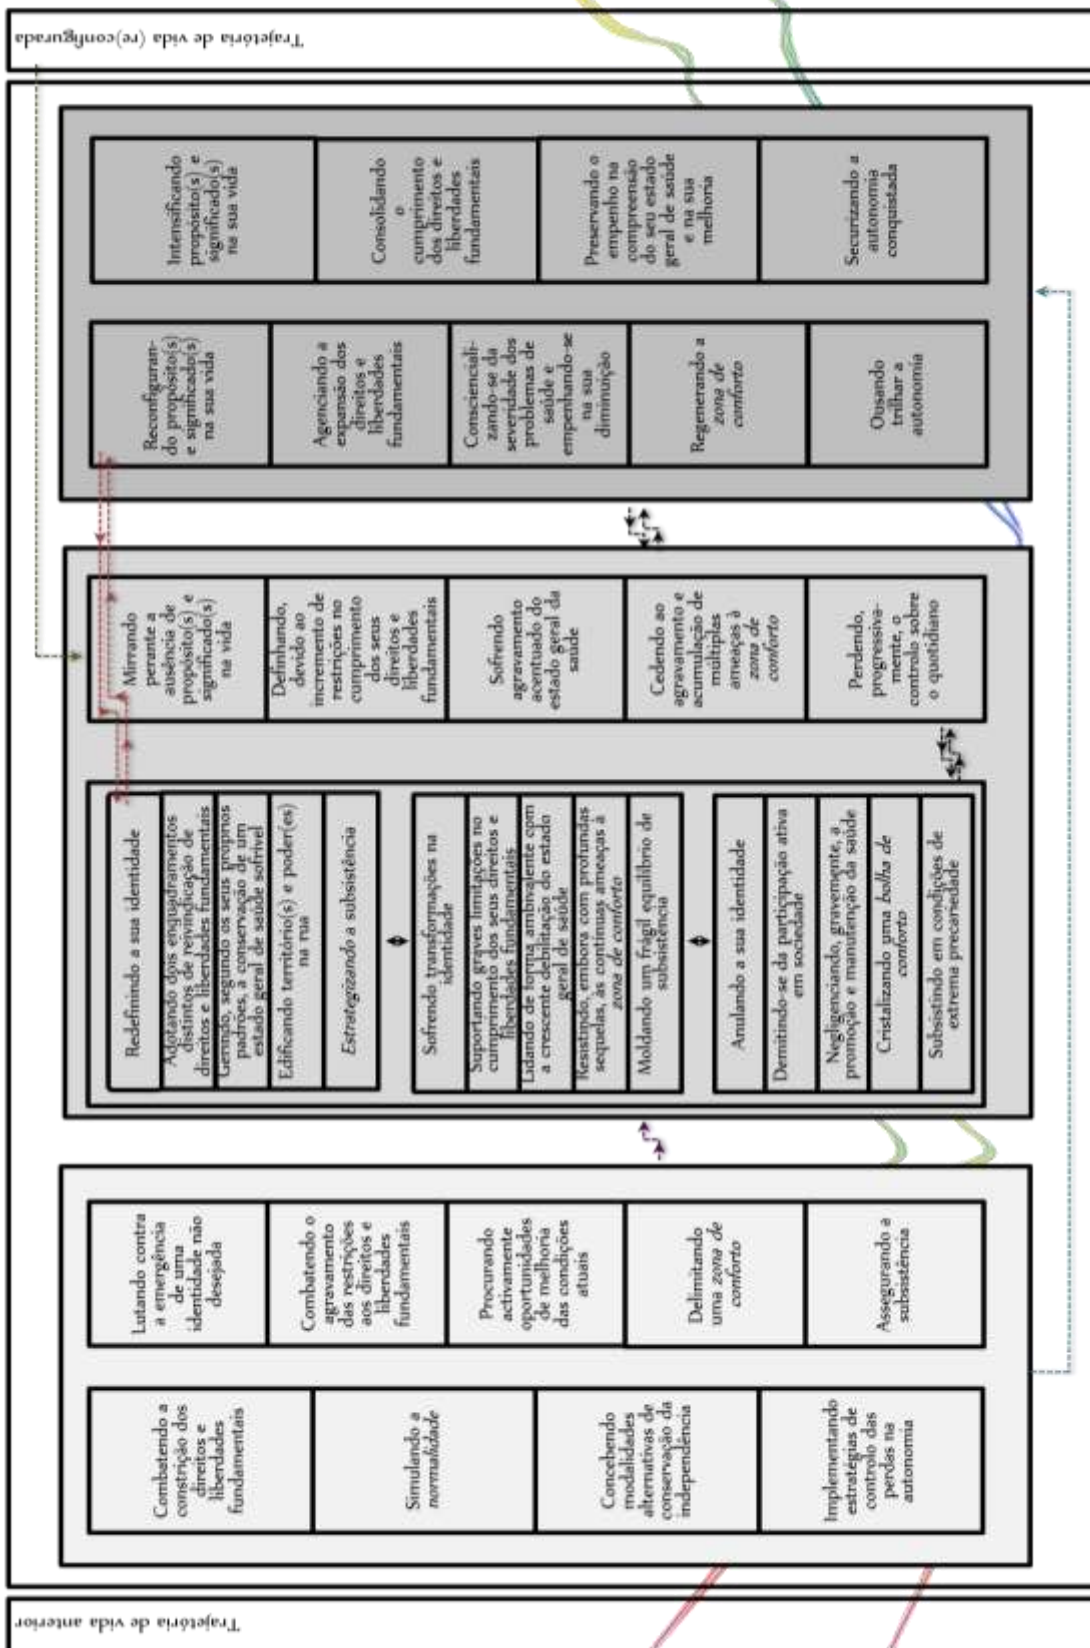 Trajetória de vida anterior
Combatendo a
constrição dos
direitos e
liberdades
fundamentais
Simulando a
normalidade
Concebendo
modalidades
alternativas de
conservação da
independência
Implementando
estratégias de
controlo das
perdas na
autonomia
Lutando contra
a emergência
de uma
identidade não
desejada
Combatendo o
agravamento
das restrições
aos direitos e
liberdades
fundamentais
Procurando
activamente
oportunidades
de melhoria
das condições
atuais
Delimitando
uma zona de
conforto
Assegurando a
subsistência
Redefinindo a sua identidade
Adotando dois enquadramentos
distintos de reivindicação de
direitos e liberdades fundamentais
Gerindo, segundo os seus próprios
padrões, a conservação de um
estado geral de saúde sofrível
Edificando território(s) e poder(es)
na rua
Estrategizando a subsistência
Sofrendo transformações na
identidade
Suportando graves limitações no
cumprimento dos seus direitos e
liberdades fundamentais
Lidando de forma ambivalente com
a crescente debilitação do estado
geral de saúde
Resistindo, embora com profundas
sequelas, às contínuas ameaças à
zona de conforto
Moldando um frágil equilíbrio de
subsistência
Anulando a sua identidade
Demitindo-se da participação ativa
em sociedade
Negligenciando, gravemente, a
promoção e manutenção da saúde
Cristalizando uma bolha de
conforto
Subsistindo em condições de
extrema precariedade
Mirrando
perante a
ausência de
propósito(s) e
significado(s)
na vida
Definhando,
devido ao
incremento de
restrições no
cumprimento
dos seus
direitos e
liberdades
fundamentais
Sofrendo
agravamento
acentuado do
estado geral da
saúde
Cedendo ao
agravamento e
acumulação de
múltiplas
ameaças à
zona de
conforto
Perdendo,
progressiva-
mente, o
controlo sobre
o quotidiano
Reconfiguran-
do propósito(s)
e significado(s)
na sua vida
Agenciando a
expansão dos
direitos e
liberdades
fundamentais
Conscienciali-
zando-se da
severidade dos
problemas de
saúde e
empenhando-se
na sua
diminuição
Regenerando a
zona de
conforto
Ousando
trilhar a
autonomia
Intensificando
propósito(s) e
significado(s)
na sua vida
Consolidando
o
cumprimento
dos direitos e
liberdades
fundamentais
Preservando o
empenho na
compreensão
do seu estado
geral de saúde
e na sua
melhoria
Securizando a
autonomia
conquistada
Trajetória de vida (re)configurada